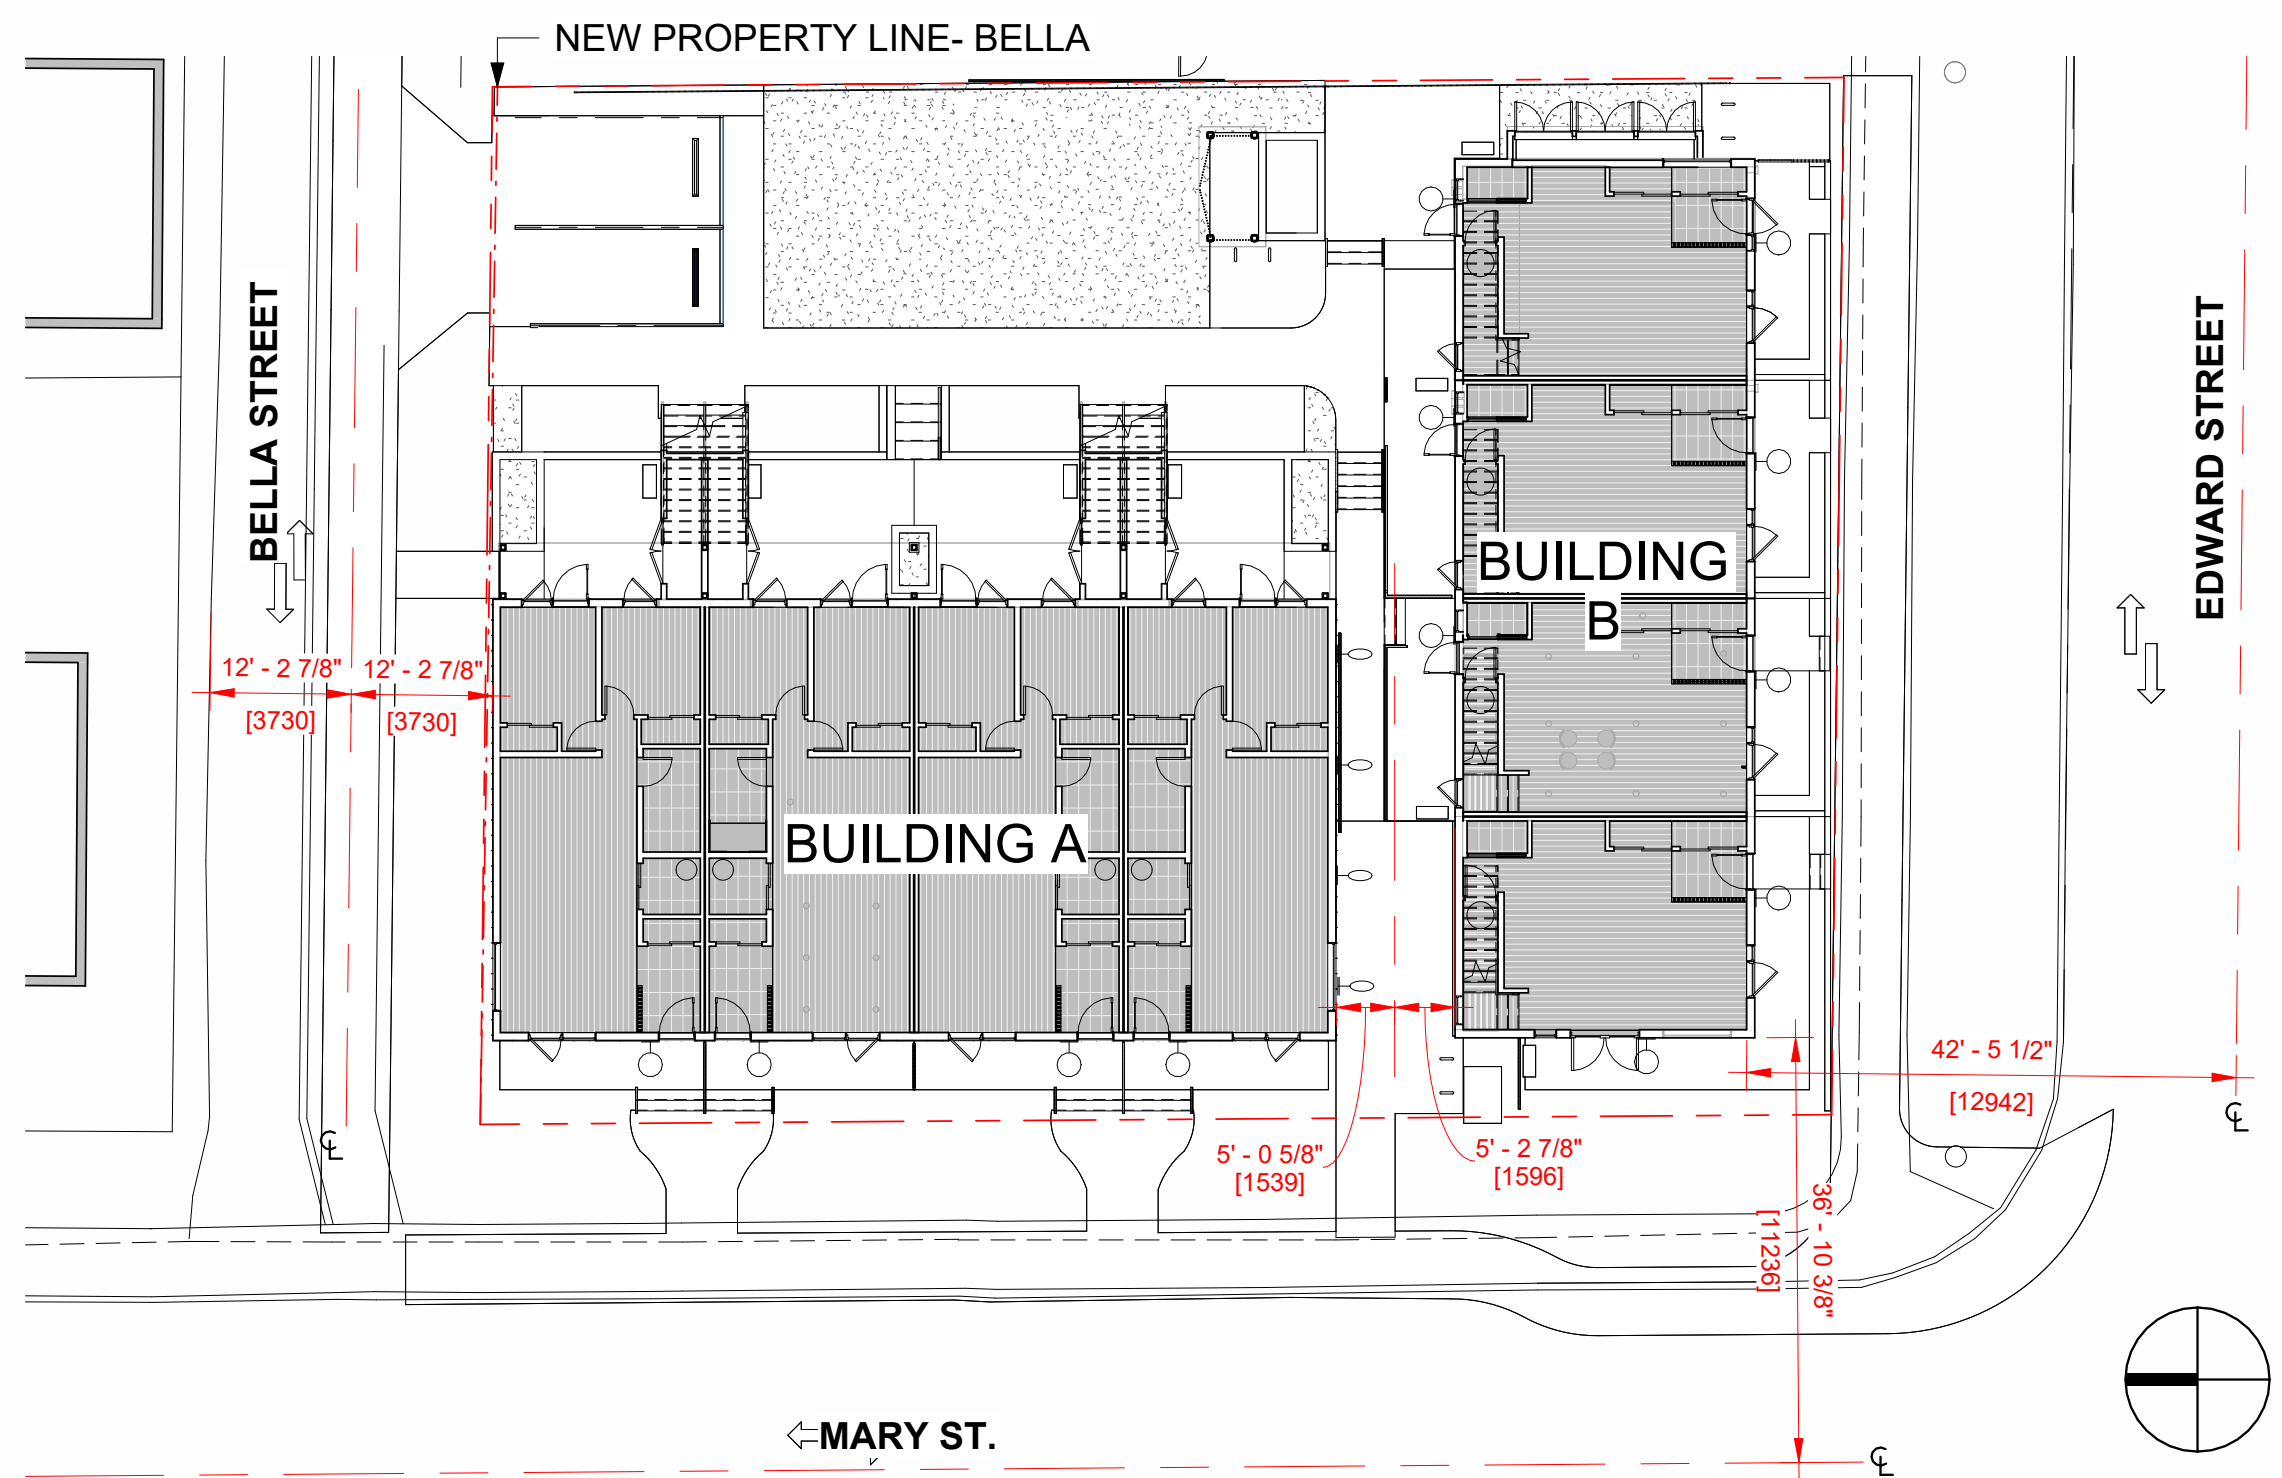 NEW PROPERTY LINE- BELLA
BELLA STREET
EDWARD STREET
BUILDING
B
12' - 2 7/8"
[3730]
12' - 2 7/8"
[3730]
BUILDING A
42' - 5 1/2"
[12942]
℄
℄
5' - 0 5/8"
[1539]
5' - 2 7/8"
[1596]
36' - 10 3/8"
[11236]
MARY ST.
℄